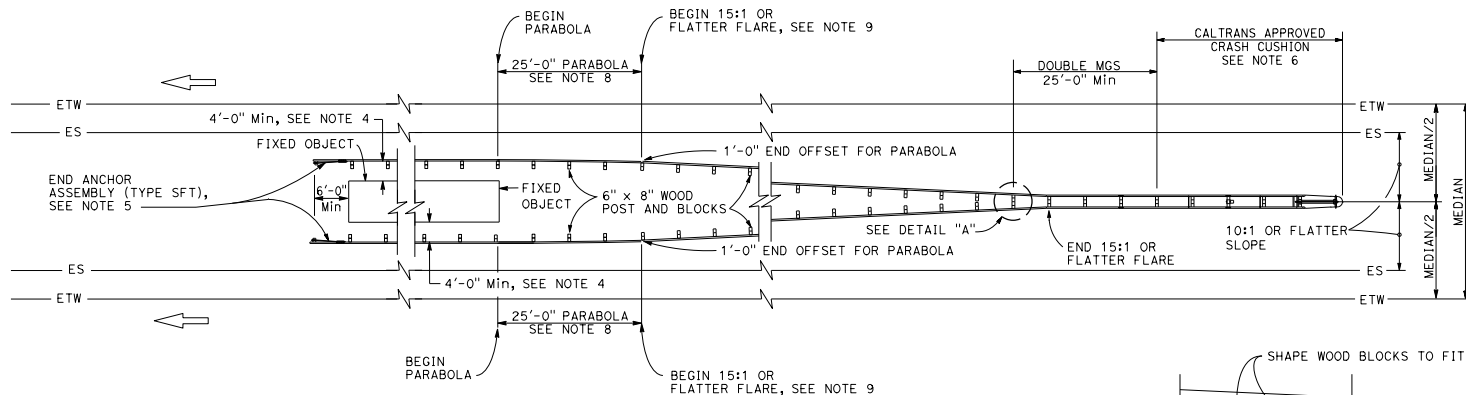 BEGIN
PARABOLA
BEGIN 15:1 OR
FLATTER FLARE, SEE NOTE 9
CALTRANS APPROVED
CRASH CUSHION
SEE NOTE 6
25'-0" PARABOLA
SEE NOTE 8
DOUBLE MGS
25'-0" Min
ETW
ETW
4'-0" Min, SEE NOTE 4
ES
ES
FIXED OBJECT
1'-0" END OFFSET FOR PARABOLA
MEDIAN/2
MEDIAN
END ANCHOR
ASSEMBLY (TYPE SFT),
SEE NOTE 5
6'-0"
Min
FIXED
OBJECT
6" x 8" WOOD
POST AND BLOCKS
SEE DETAIL "A"
10:1 OR FLATTER
SLOPE
END 15:1 OR
FLATTER FLARE
1'-0" END OFFSET FOR PARABOLA
MEDIAN/2
ES
ES
4'-0" Min, SEE NOTE 4
ETW
ETW
25'-0" PARABOLA
SEE NOTE 8
BEGIN
PARABOLA
BEGIN 15:1 OR
FLATTER FLARE, SEE NOTE 9
SHAPE WOOD BLOCKS TO FIT